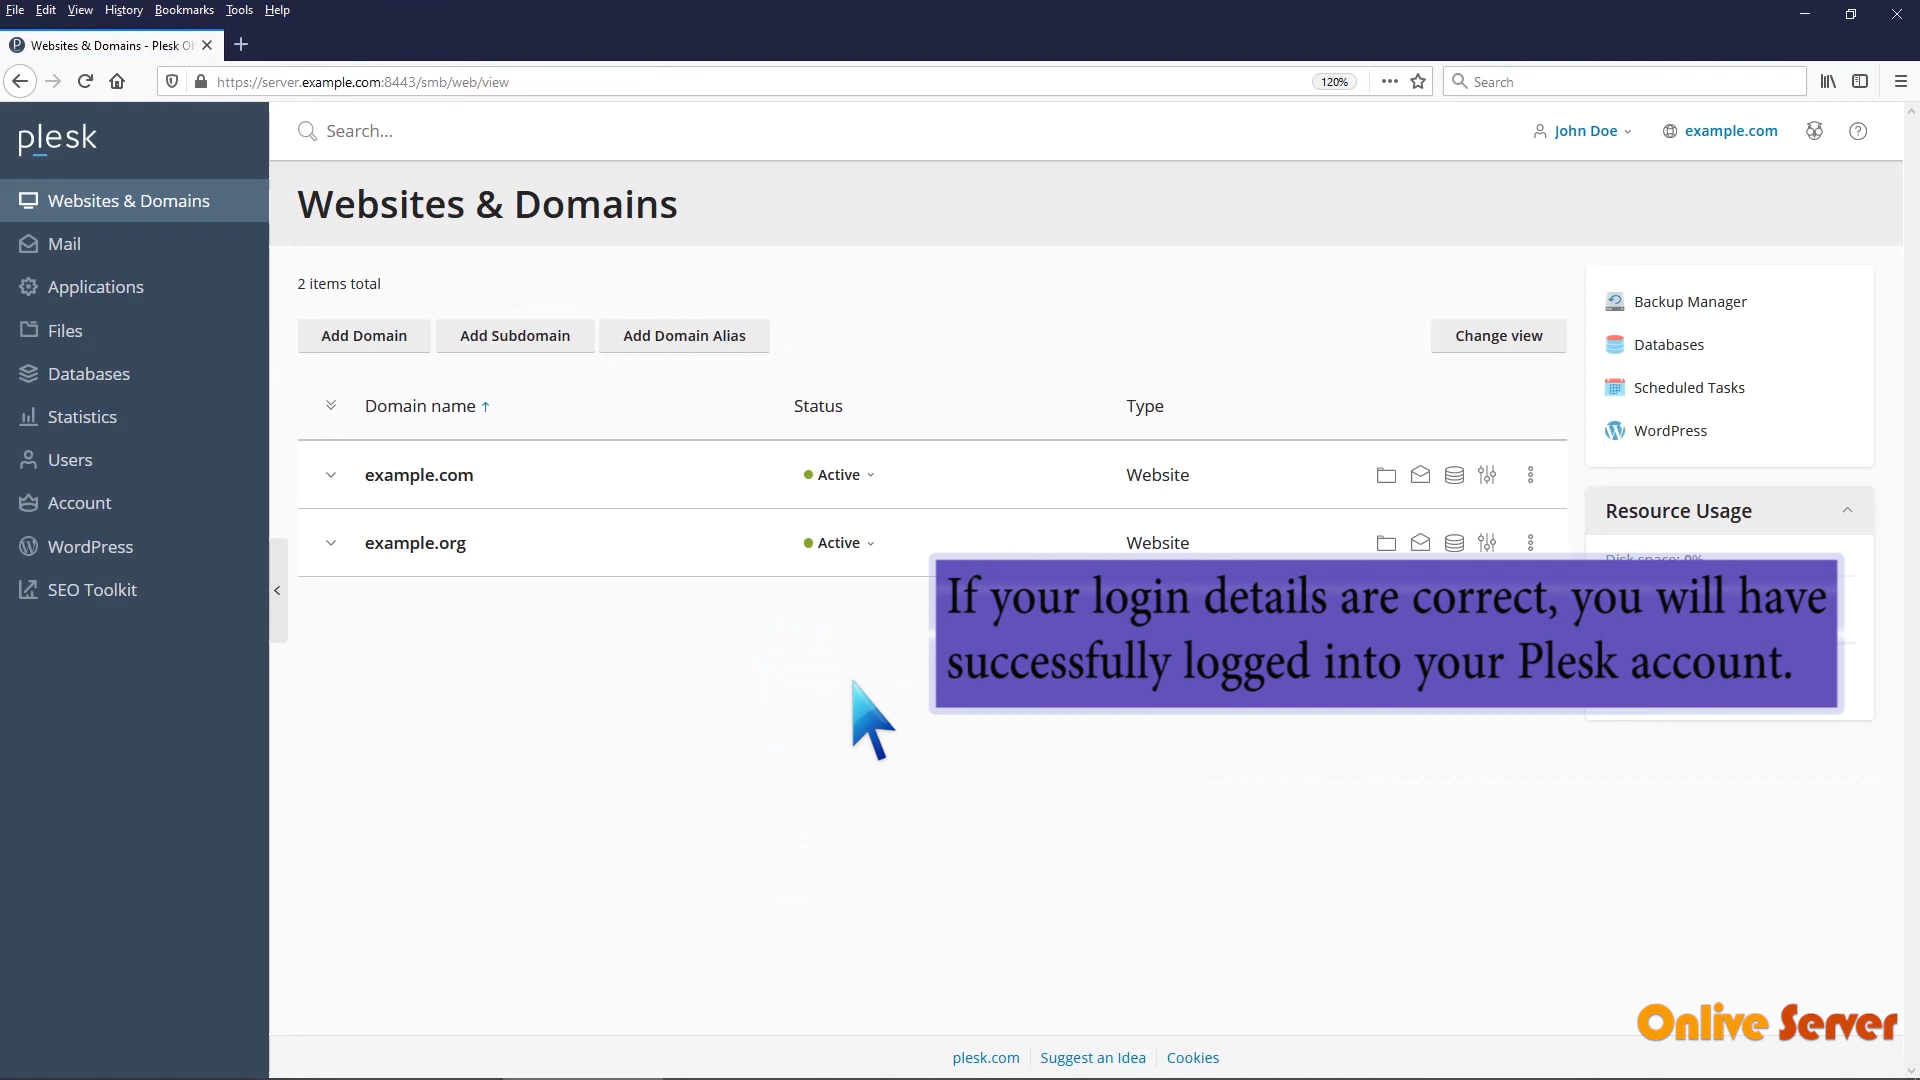 File Edit View History Bookmarks Tools Help
Websites & Domains - Plesk Ob
https://server.example.com:8443/smb/web/view
120%
Search
plesk
Search...
John Doe
example.com
Websites & Domains
Mail
Applications
Files
Databases
Statistics
Users
Account
WordPress
SEO Toolkit
Websites & Domains
2 items total
Add Domain
Add Subdomain
Add Domain Alias
Change view
Domain name
Status
Type
example.com
Active
Website
example.org
Active
Website
Backup Manager
Databases
Scheduled Tasks
WordPress
Resource Usage
Disk space: 0%
If your login details are correct, you will have
successfully logged into your Plesk account.
Onlive Server
plesk.com
Suggest an Idea
Cookies